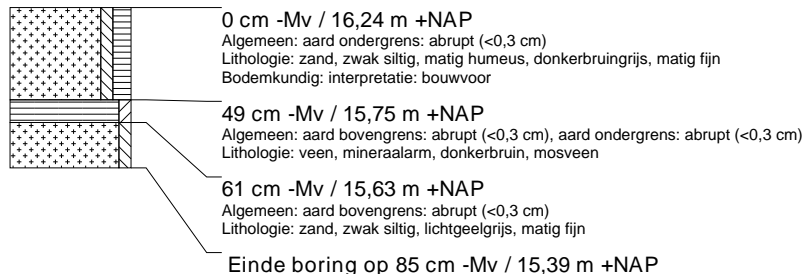 0 cm -Mv / 16,24 m +NAP
Algemeen: aard ondergrens: abrupt (<0,3 cm)
Lithologie: zand, zwak siltig, matig humeus, donkerbruingrijs, matig fijn
Bodemkundig: interpretatie: bouwvoor
49 cm -Mv / 15,75 m +NAP
Algemeen: aard bovengrens: abrupt (<0,3 cm), aard ondergrens: abrupt (<0,3 cm)
Lithologie: veen, mineraalarm, donkerbruin, mosveen
61 cm -Mv / 15,63 m +NAP
Algemeen: aard bovengrens: abrupt (<0,3 cm)
Lithologie: zand, zwak siltig, lichtgeelgrijs, matig fijn
Einde boring op 85 cm -Mv / 15,39 m +NAP